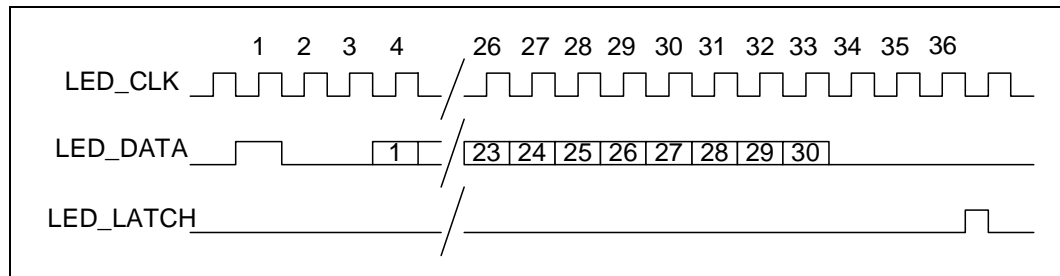 1 2 3 4 26 27 28 29 30 31 32 33 34 35 36
LED_CLK
LED_DATA 1 23 24 25 26 27 28 29 30
LED_LATCH